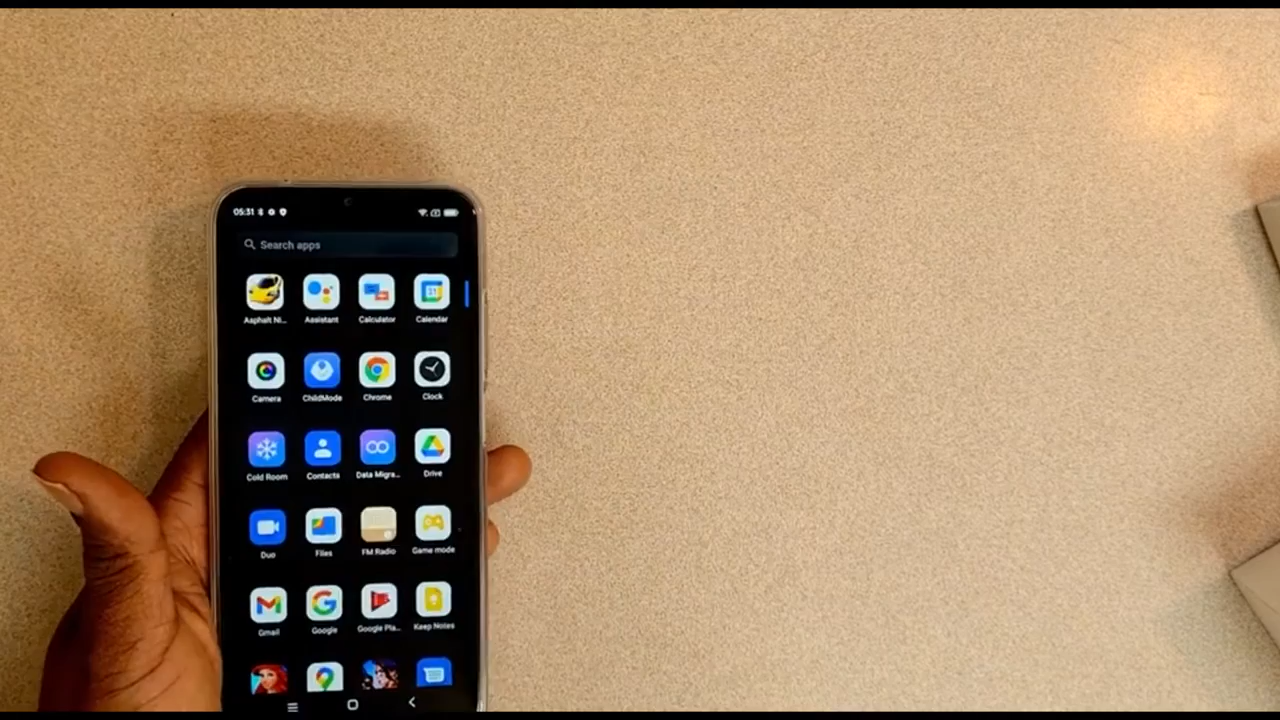 05:31
Search apps
Asphalt Ni... Assistant Calculator Calendar
31
Camera ChildMode Chrome Clock
Cold Room Contacts Data Migra... Drive
Duo Files FM Radio Game mode
Gmail Google Google Pla... Keep Notes